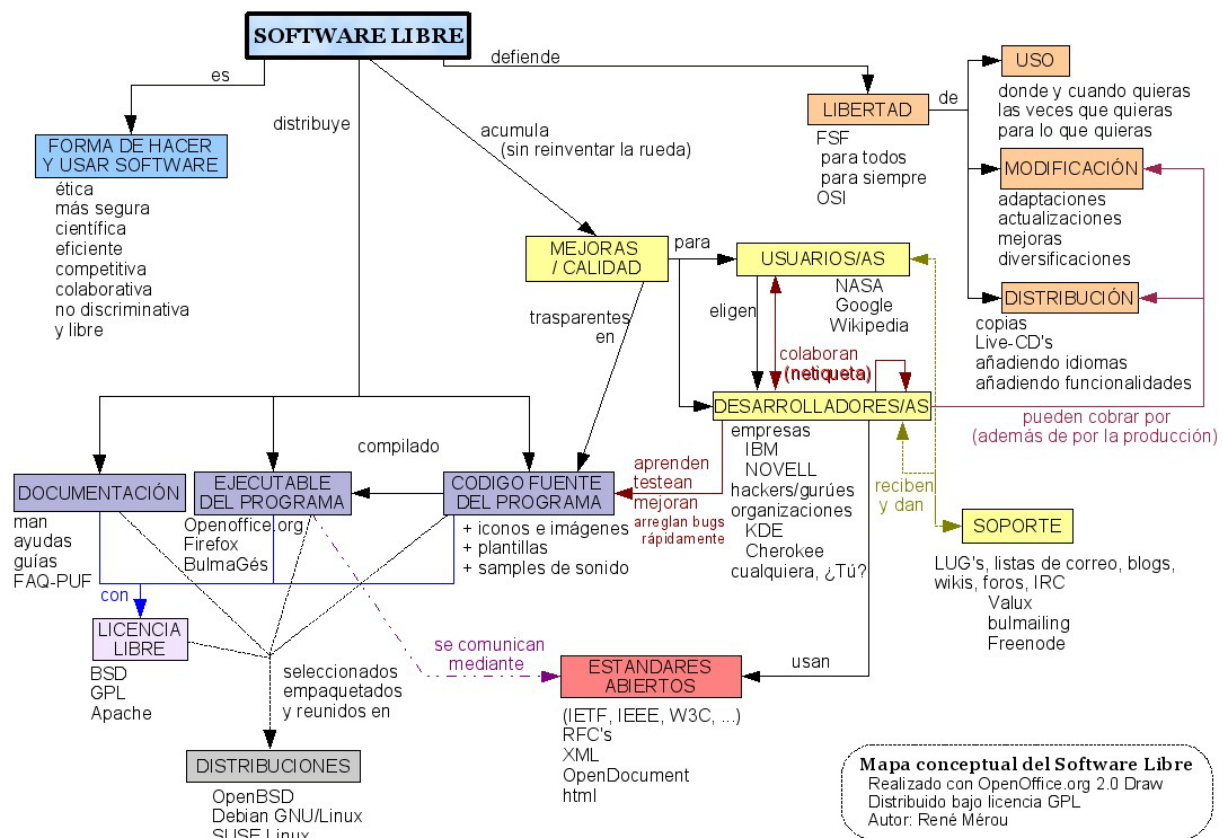 SOFTWARE LIBRE
es
distribuye
acumula
(sin reinventar la rueda)
defiende
FORMA DE HACER
Y USAR SOFTWARE
ética
más segura
científica
eficiente
competitiva
colaborativa
no discriminativa
y libre
LIBERTAD
FSF
para todos
para siempre
OSI
de
USO
donde y cuando quieras
las veces que quieras
para lo que quieras
MODIFICACIÓN
adaptaciones
actualizaciones
mejoras
diversificaciones
DISTRIBUCIÓN
copias
Live-CD's
añadiendo idiomas
añadiendo funcionalidades
MEJORAS
/ CALIDAD
para
trasparentes
en
USUARIOS/AS
NASA
Google
Wikipedia
eligen
colaboran
(netiqueta)
DESARROLLADORES/AS
empresas
IBM
NOVELL
hackers/gurúes
organizaciones
KDE
Cherokee
cualquiera, ¿Tú?
pueden cobrar por
(además de por la producción)
reciben
y dan
SOPORTE
LUG's, listas de correo, blogs,
wikis, foros, IRC
Valux
bulmailing
Freenode
aprenden
testean
mejoran
arreglan bugs
rápidamente
compilado
DOCUMENTACIÓN
man
ayudas
guías
FAQ-PUF
EJECUTABLE
DEL PROGRAMA
Openoffice.org
Firefox
BulmaGés
CODIGO FUENTE
DEL PROGRAMA
+ iconos e imágenes
+ plantillas
+ samples de sonido
con
LICENCIA
LIBRE
BSD
GPL
Apache
seleccionados
empaquetados
y reunidos en
DISTRIBUCIONES
OpenBSD
Debian GNU/Linux
SUSE Linux
se comunican
mediante
usan
ESTANDARES
ABIERTOS
(IETF, IEEE, W3C, ...)
RFC's
XML
OpenDocument
html
Mapa conceptual del Software Libre
Realizado con OpenOffice.org 2.0 Draw
Distribuido bajo licencia GPL
Autor: René Mérou